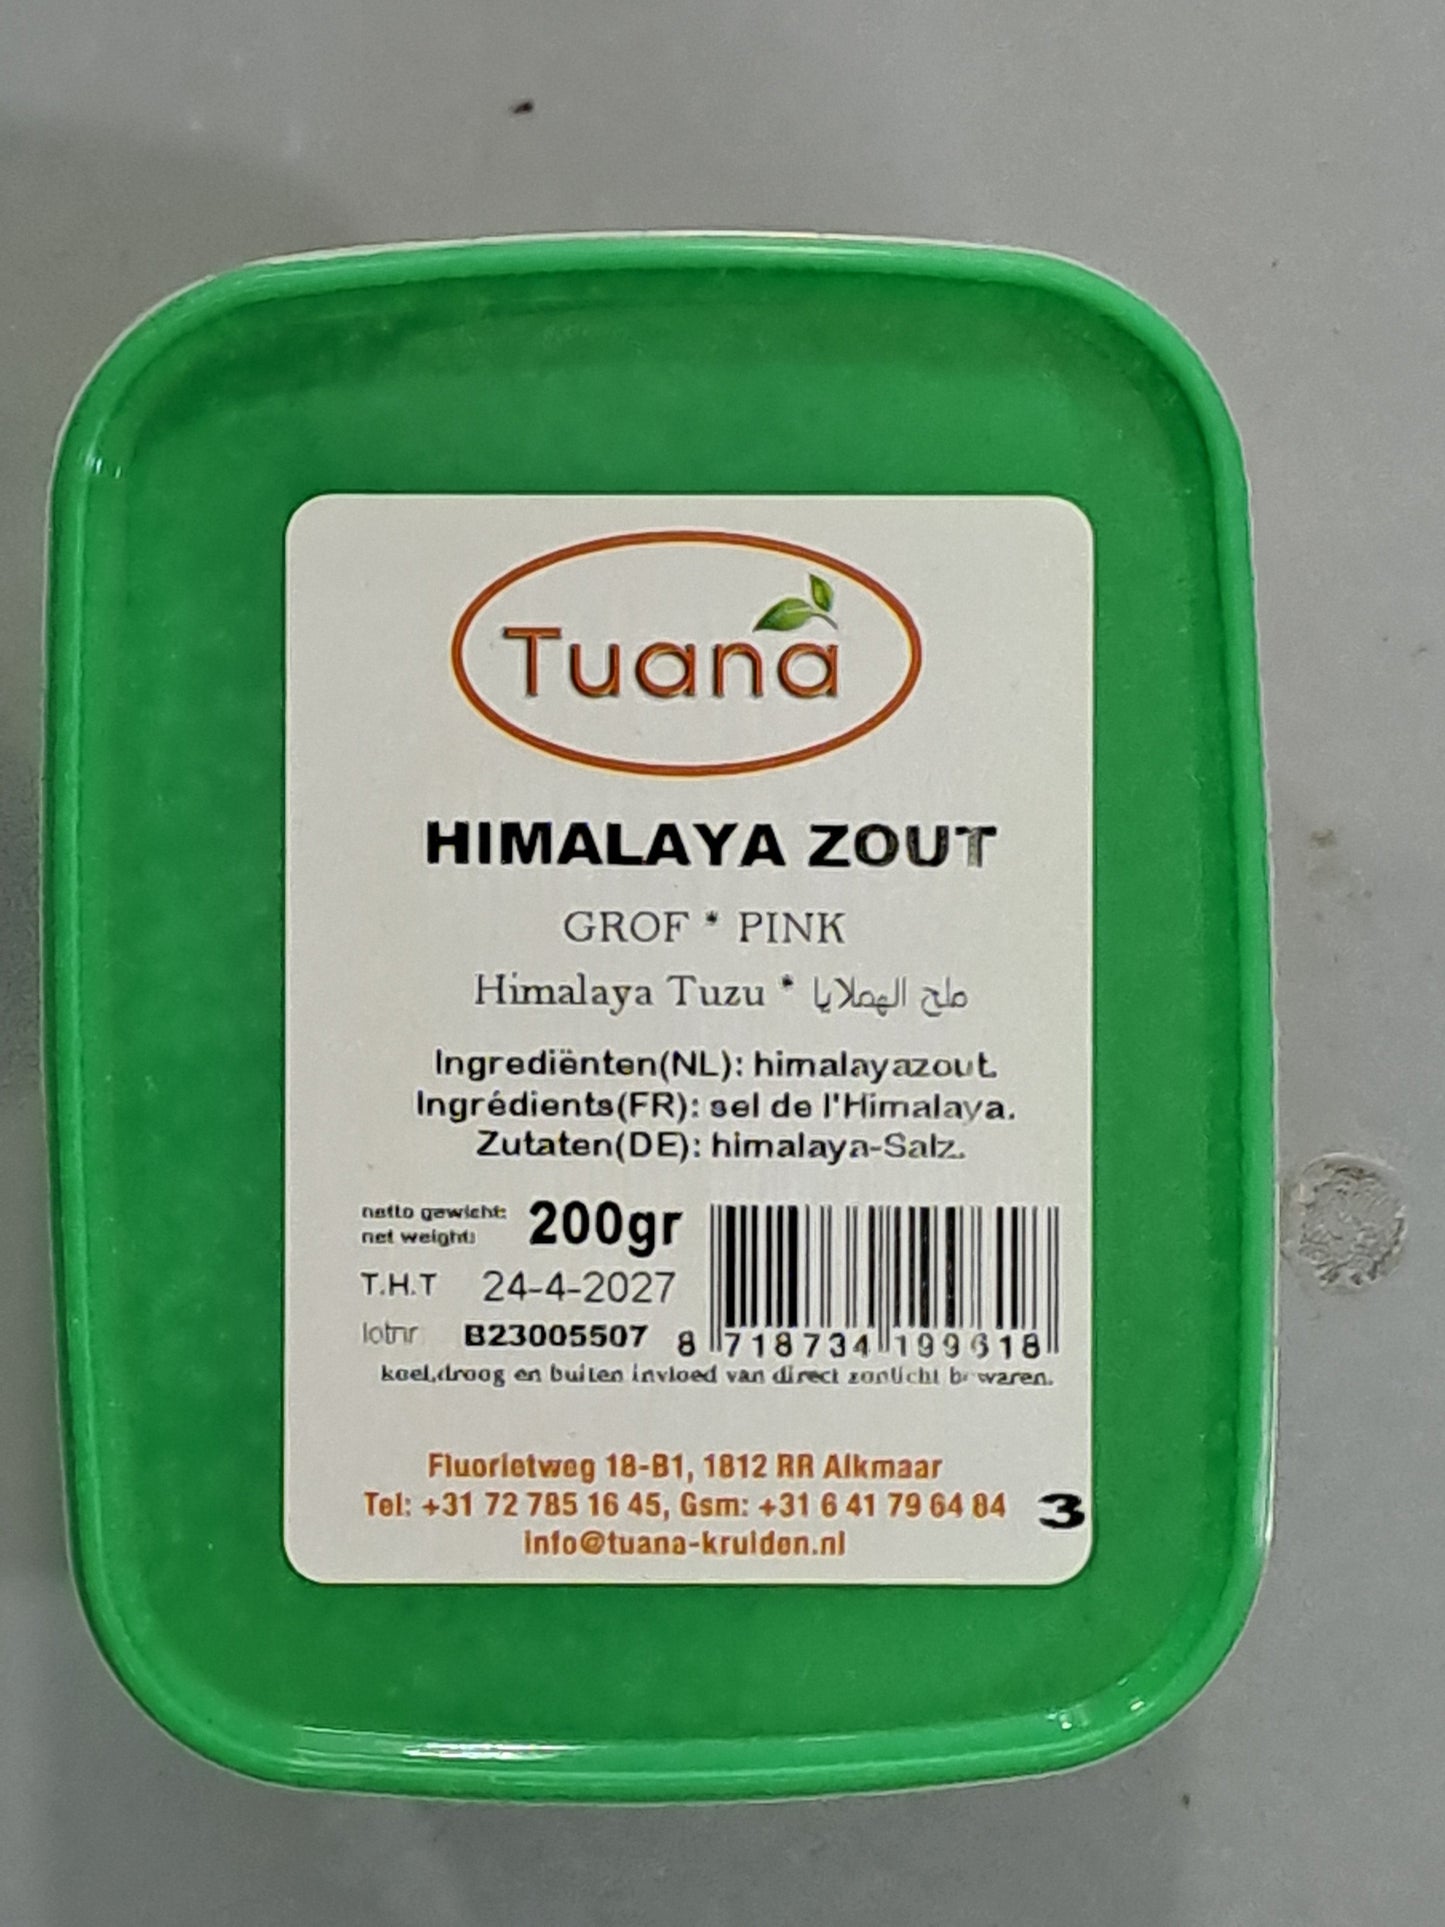 Tuana
HIMALAYA ZOUT
GROF * PINK
Himalaya Tuzu * ملح الهملايا
Ingrediënten(NL): himalayazout.
Ingrédients(FR): sel de l'Himalaya.
Zutaten(DE): himalaya-Salz.
netto gewicht: 200gr
net weight:
T.H.T 24-4-2027
lotnr B23005507
8 718734 199618
koel,droog en buiten invloed van direct zonlicht bewaren.
Fluorietweg 18-B1, 1812 RR Alkmaar
Tel: +31 72 785 16 45, Gsm: +31 6 41 79 64 84 3
info@tuana-kruiden.nl